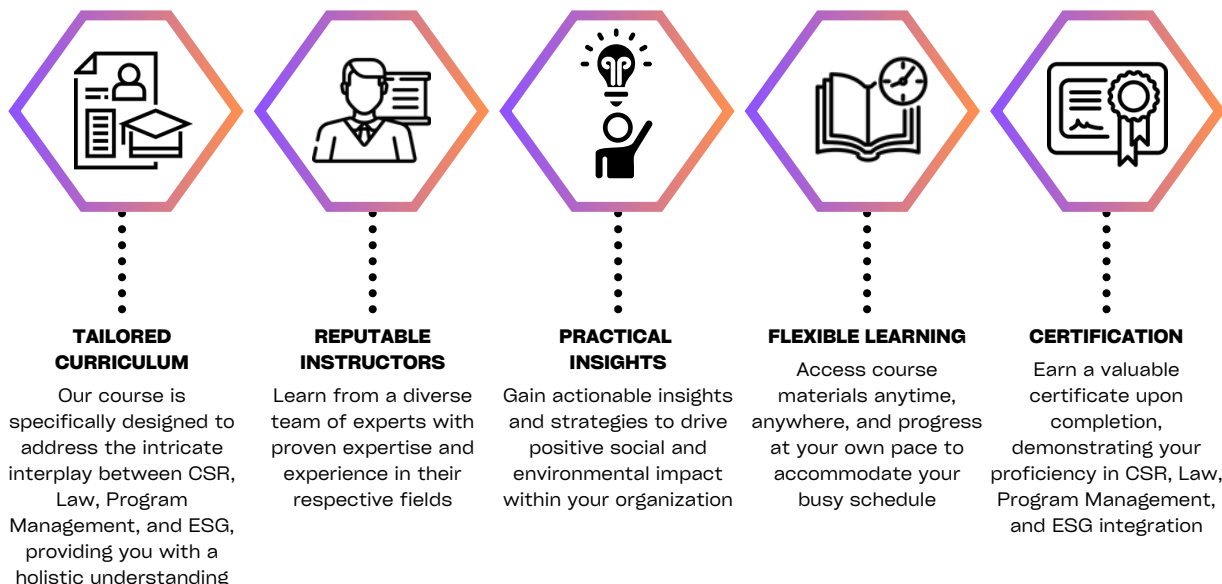 TAILORED
CURRICULUM
Our course is
specifically designed to
address the intricate
interplay between CSR,
Law, Program
Management, and ESG,
providing you with a
holistic understanding
REPUTABLE
INSTRUCTORS
Learn from a diverse
team of experts with
proven expertise and
experience in their
respective fields
PRACTICAL
INSIGHTS
Gain actionable insights
and strategies to drive
positive social and
environmental impact
within your organization
FLEXIBLE LEARNING
Access course
materials anytime,
anywhere, and progress
at your own pace to
accommodate your
busy schedule
CERTIFICATION
Earn a valuable
certificate upon
completion,
demonstrating your
proficiency in CSR, Law,
Program Management,
and ESG integration